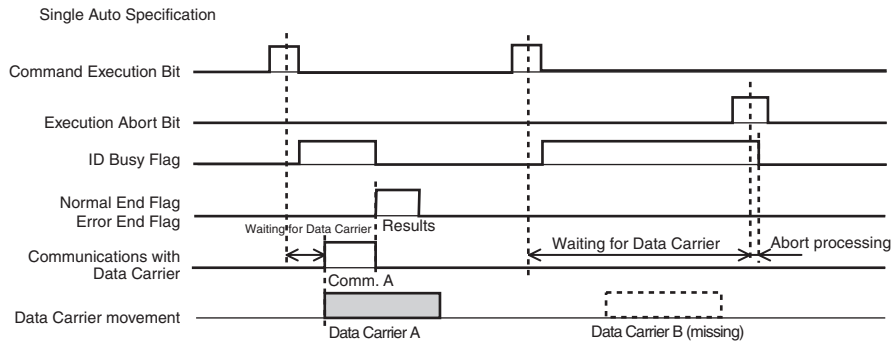 Single Auto Specification
Command Execution Bit
Execution Abort Bit
ID Busy Flag
Normal End Flag
Error End Flag
Waiting for Data Carrier
Results
Communications with
Data Carrier
Waiting for Data Carrier
Abort processing
Comm. A
Data Carrier movement
Data Carrier A
Data Carrier B (missing)